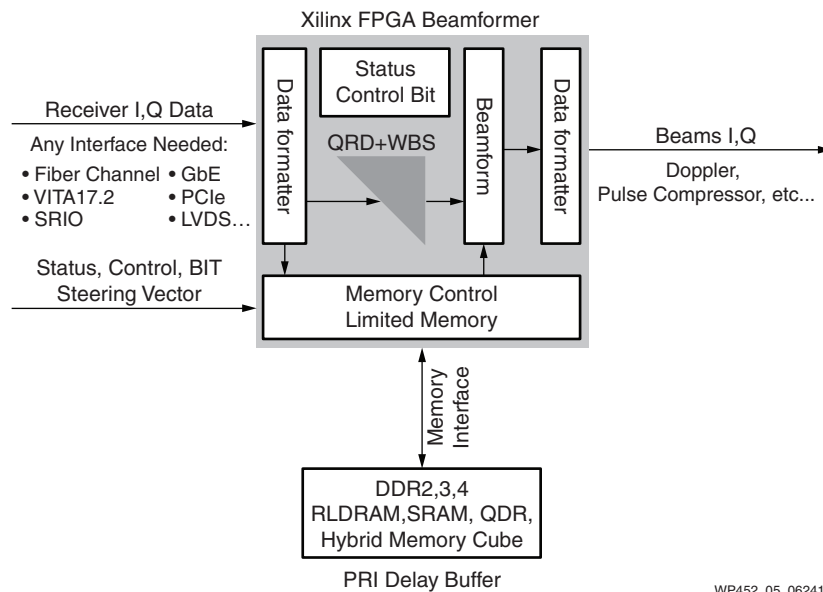 Xilinx FPGA Beamformer
Data formatter
Status
Control Bit
QRD+WBS
Beamform
Data formatter
Receiver I,Q Data
Any Interface Needed:
• Fiber Channel • GbE
• VITA17.2 • PCIe
• SRIO • LVDS…
Beams I,Q
Doppler,
Pulse Compressor, etc...
Status, Control, BIT
Steering Vector
Memory Control
Limited Memory
Memory
Interface
DDR2,3,4
RLDRAM,SRAM, QDR,
Hybrid Memory Cube
PRI Delay Buffer
WP452_05_06241